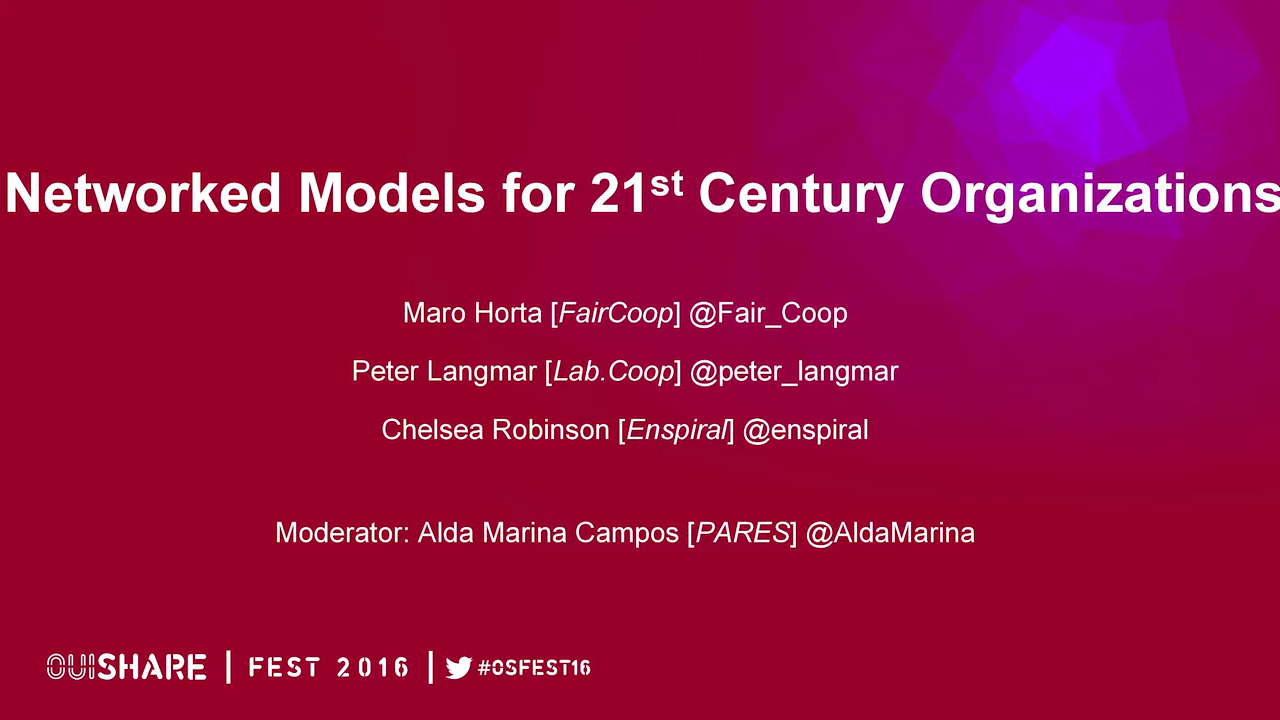 Networked Models for 21st Century Organizations
Maro Horta [FairCoop] @Fair_Coop
Peter Langmar [Lab.Coop] @peter_langmar
Chelsea Robinson [Enspiral] @enspiral
Moderator: Alda Marina Campos [PARES] @AldaMarina
OUISHARE | FEST 2016 | #OSFEST16